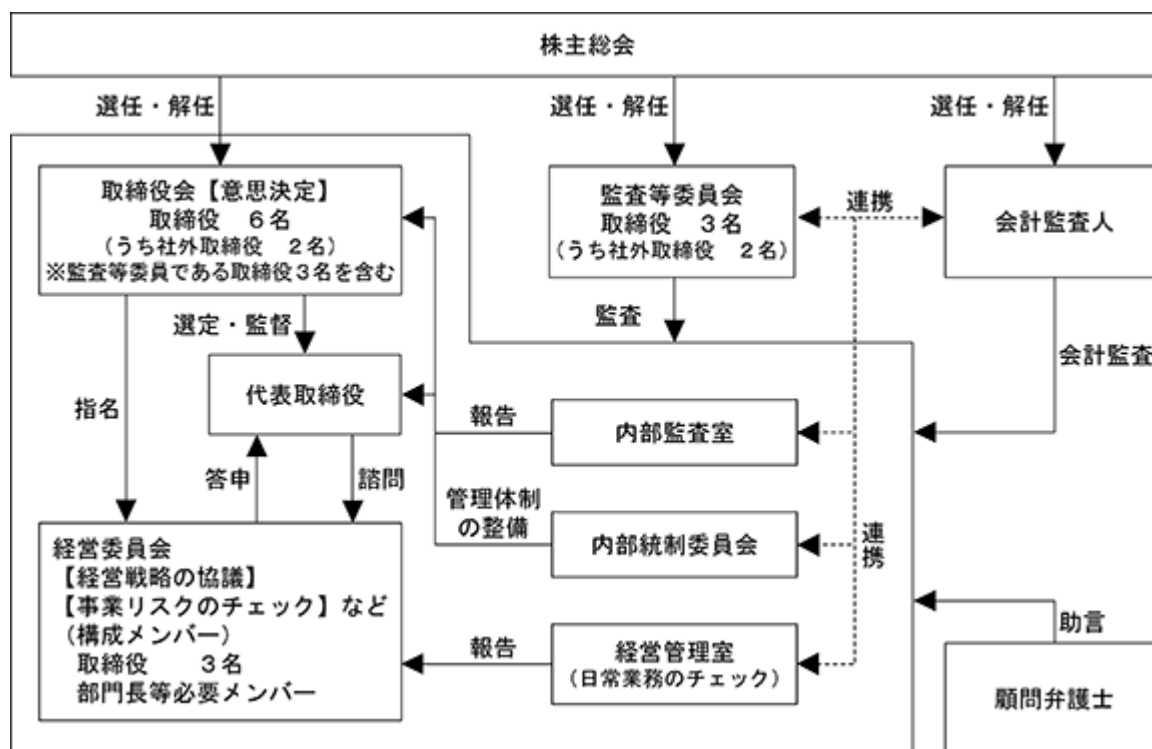 株主総会
選任・解任
選任・解任
選任・解任
取締役会【意思決定】
取締役　６名
（うち社外取締役　２名）
※監査等委員である取締役３名を含む
監査等委員会
取締役　３名
（うち社外取締役　２名）
連携
会計監査人
選定・監督
監査
会計監査
指名
代表取締役
報告
内部監査室
答申
諮問
管理体制
の整備
内部統制委員会
連携
経営委員会
【経営戦略の協議】
【事業リスクのチェック】など
（構成メンバー）
取締役　　３名
部門長等必要メンバー
報告
経営管理室
（日常業務のチェック）
助言
顧問弁護士